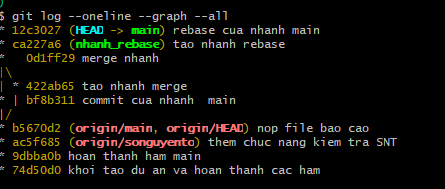 $ git log --oneline --graph --all
* 12c3027 (HEAD -> main) rebase cua nhanh main
* ca227a6 (nhanh_rebase) tao nhanh rebase
*   0d1ff29 merge nhanh
|\
| * 422ab65 tao nhanh merge
* | bf8b311 commit cua nhanh  main
|/
* b5670d2 (origin/main, origin/HEAD) nop file bao cao
* ac5f685 (origin/songuyento) them chuc nang kiem tra SNT
* 9dbba0b hoan thanh ham main
* 74d50d0 khoi tao du an va hoan thanh cac ham